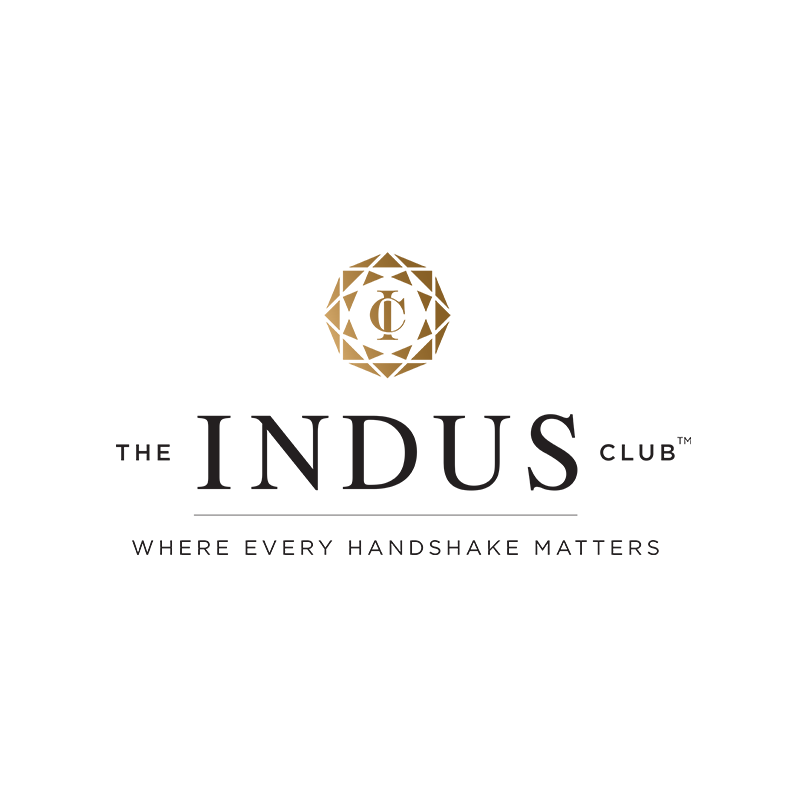 IC
THE INDUS CLUB™
WHERE EVERY HANDSHAKE MATTERS